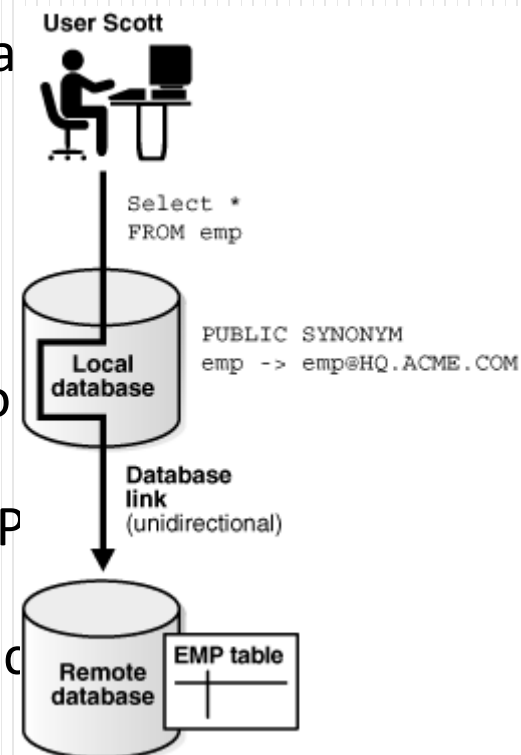 User Scott
a
Select *
FROM emp
PUBLIC SYNONYM
emp -> emp@HQ.ACME.COM
Local
database
Database
link
(unidirectional)
P
EMP table
Remote
database